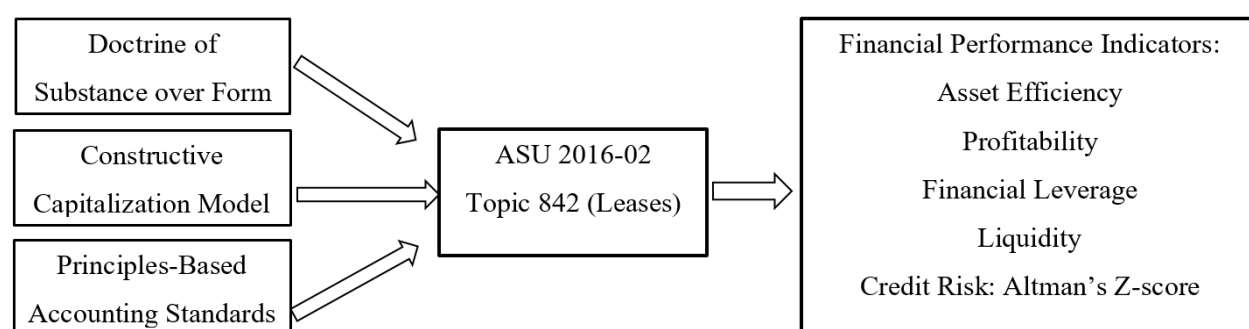 Doctrine of
Substance over Form
Constructive
Capitalization Model
Principles-Based
Accounting Standards
ASU 2016-02
Topic 842 (Leases)
Financial Performance Indicators:
Asset Efficiency
Profitability
Financial Leverage
Liquidity
Credit Risk: Altman’s Z-score